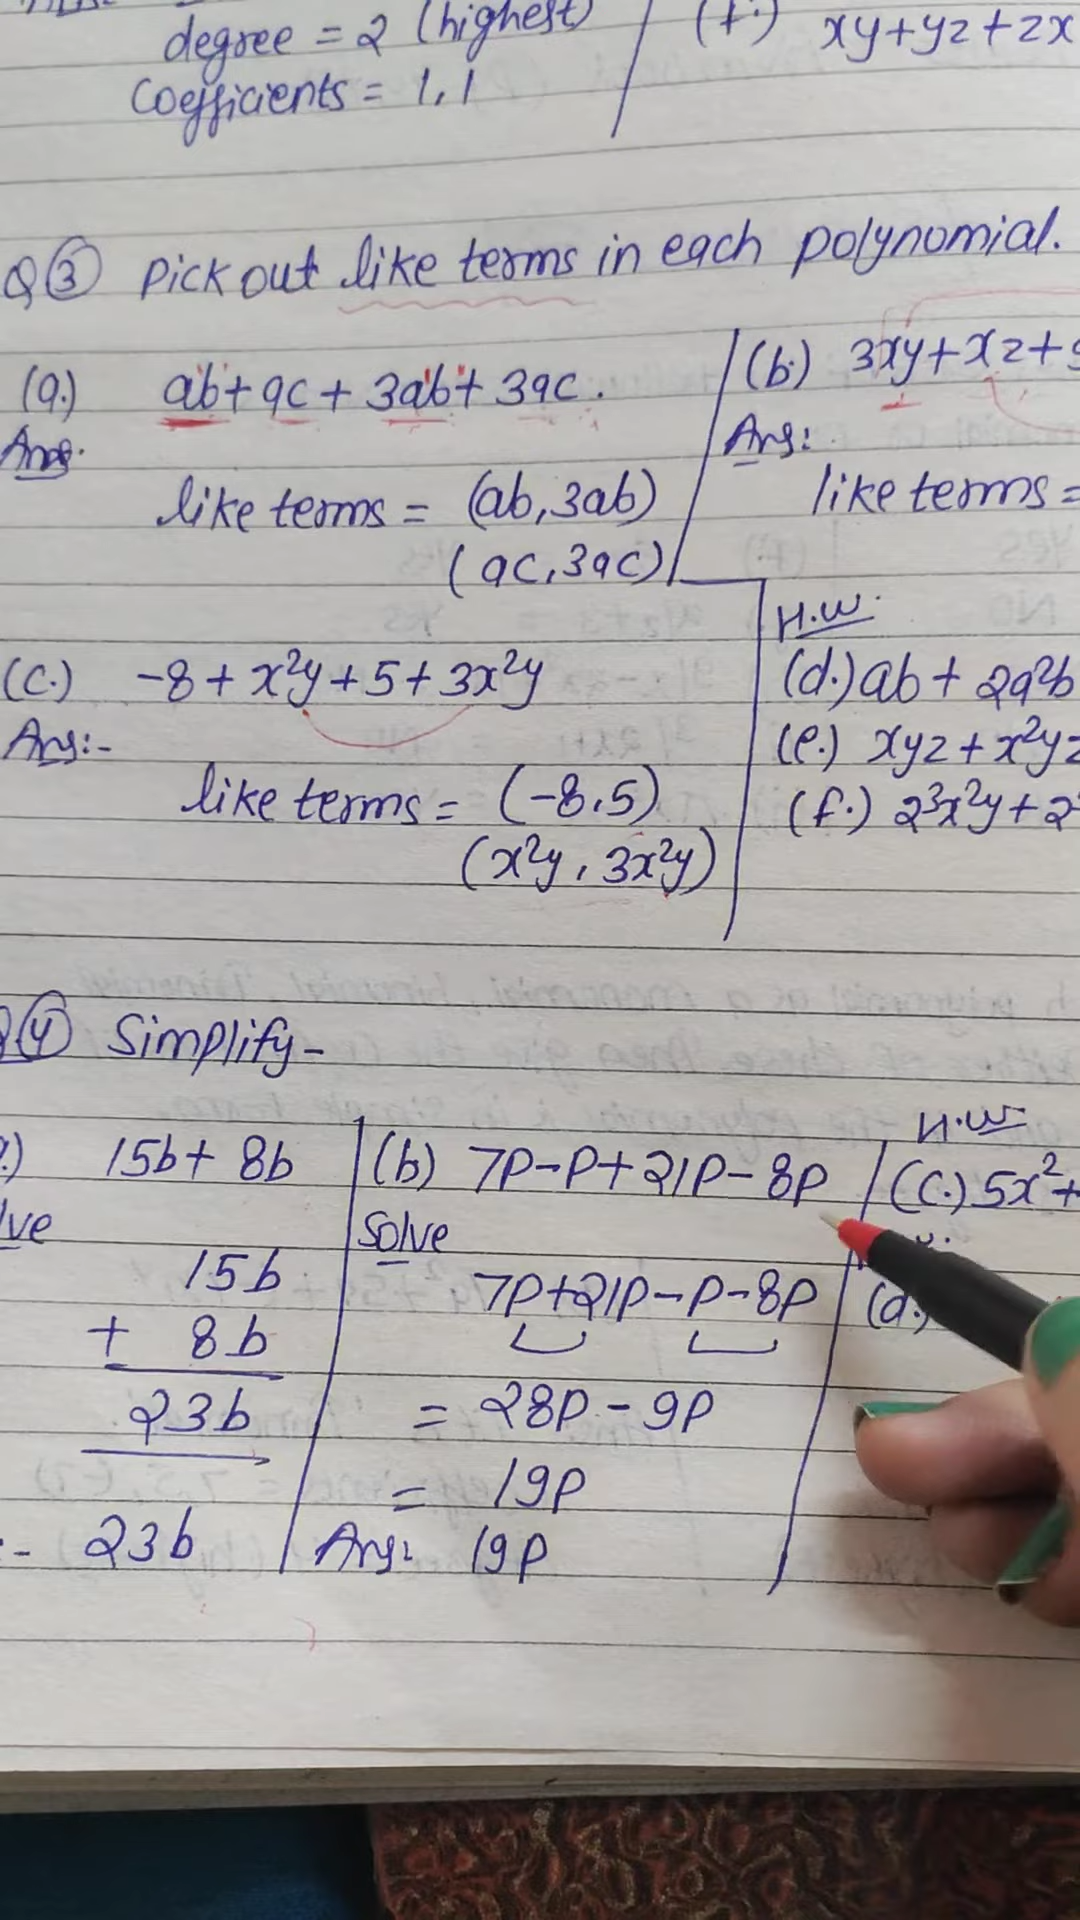 degree = 2 (highest)
Coefficients = 1, 1
(f.) xy+yz+zx
Q③ Pick out like terms in each polynomial.
(a.) ab + ac + 3ab + 3ac.
Ans.
like terms = (ab, 3ab)
(ac, 3ac)
(b.) 3xy + xz +
Ans:
like terms =
(C.) -8 + x²y + 5 + 3x²y
Ans:-
like terms = (-8, 5)
(x²y, 3x²y)
H.W.
(d.) ab + 2a²b
(e.) xyz + x²yz
(f.) 2³x²y + 2
④ Simplify-
15b + 8b
15b
+ 8b
23b
:- 23b
(b) 7p - p + 21p - 8p
Solve
7p + 21p - p - 8p
= 28p - 9p
= 19p
Ans: 19p
H.W
(C.) 5x² +
(d.)